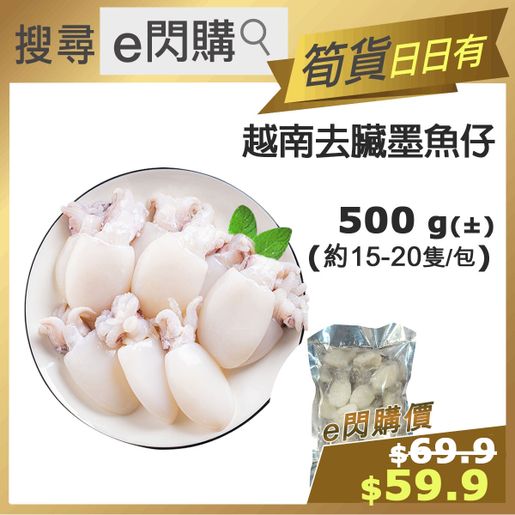 搜尋 e閃購
筍貨日日有
越南去臟墨魚仔
500 g(±)
(約15-20隻/包)
e閃購價
$69.9
$59.9